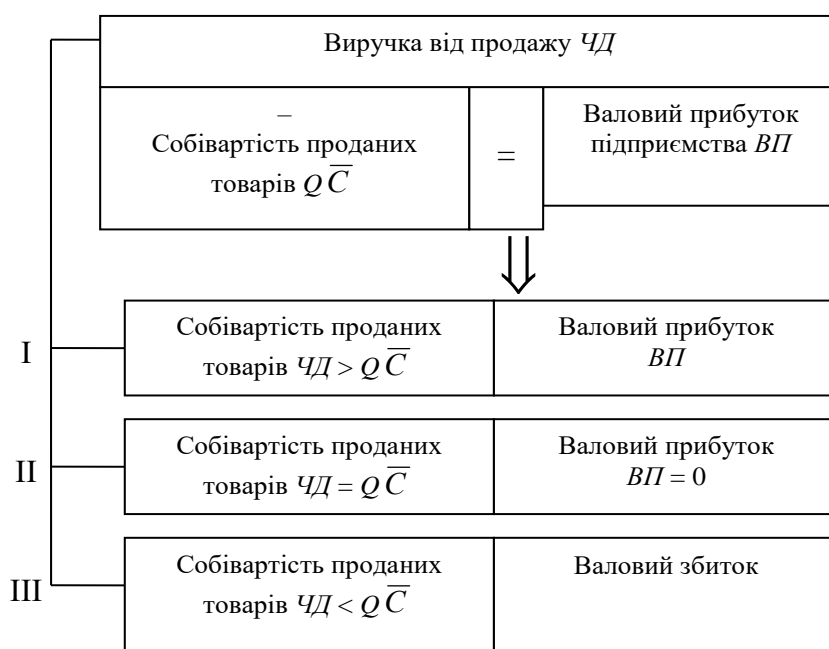 Виручка від продажу ЧД
–
Собівартість проданих
товарів Q C̅
=
Валовий прибуток
підприємства ВП
⇓
I
Собівартість проданих
товарів ЧД > Q C̅
Валовий прибуток
ВП
II
Собівартість проданих
товарів ЧД = Q C̅
Валовий прибуток
ВП = 0
III
Собівартість проданих
товарів ЧД < Q C̅
Валовий збиток